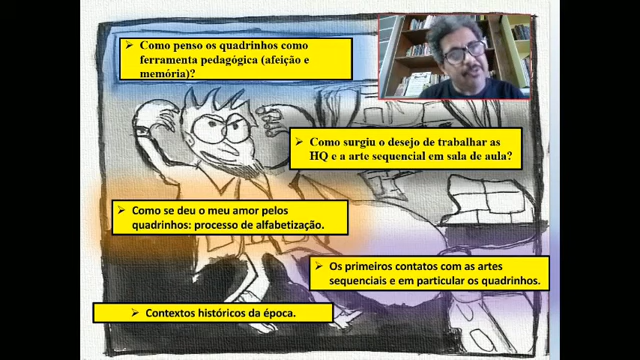 Como penso os quadrinhos como
ferramenta pedagógica (afeição e
memória)?
Como surgiu o desejo de trabalhar as
HQ e a arte sequencial em sala de aula?
Como se deu o meu amor pelos
quadrinhos: processo de alfabetização.
Os primeiros contatos com as artes
sequenciais e em particular os quadrinhos.
Contextos históricos da época.